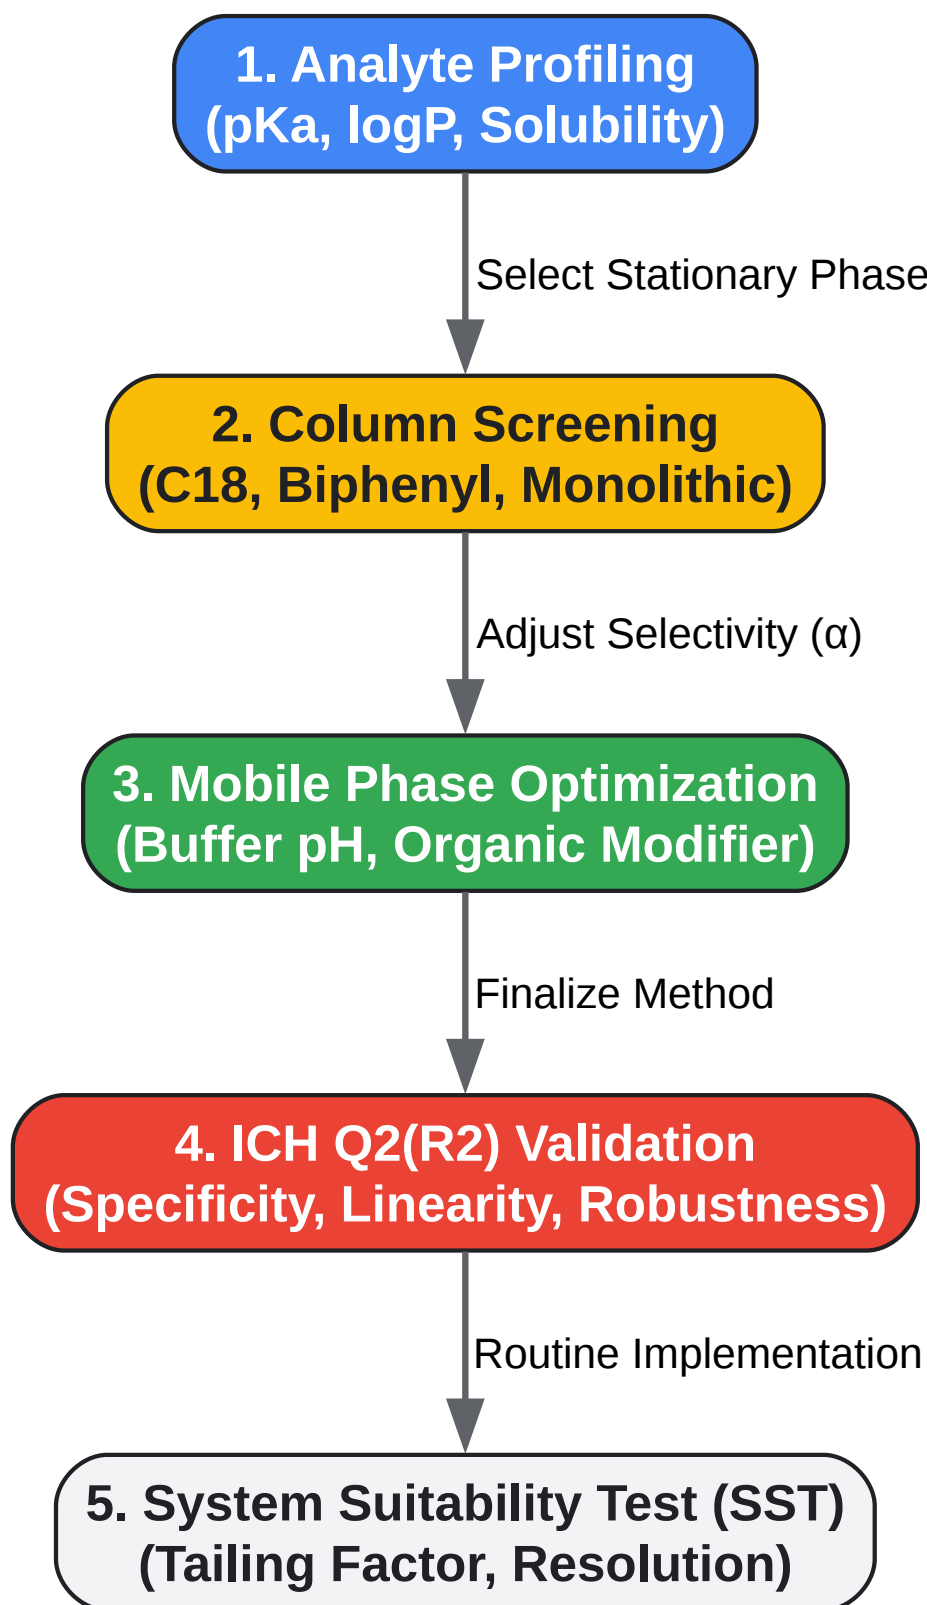 1. Analyte Profiling
(pKa, logP, Solubility)
Select Stationary Phase
2. Column Screening
(C18, Biphenyl, Monolithic)
Adjust Selectivity (α)
3. Mobile Phase Optimization
(Buffer pH, Organic Modifier)
Finalize Method
4. ICH Q2(R2) Validation
(Specificity, Linearity, Robustness)
Routine Implementation
5. System Suitability Test (SST)
(Tailing Factor, Resolution)